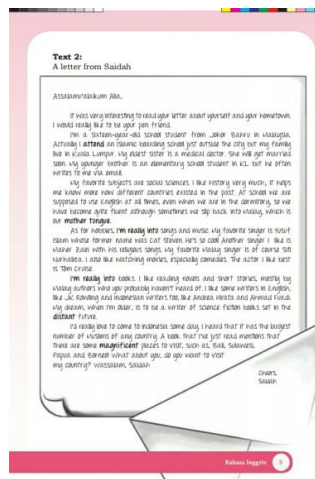 Text 2:
A letter from Saidah
Assalamu'alaikum Alia,
It was very interesting to read your letter about yourself and your hometown.
I would really like to be your pen friend.
I'm a sixteen-year-old school student from Johor Bahru in Malaysia.
Actually I attend an Islamic boarding school just outside the city but my family
live in Kuala Lumpur. My eldest sister is a medical doctor. She will get married
soon. My younger brother is an elementary school student in KL but he often
writes to me via email.
My favorite subjects are social sciences. I like history very much, it helps
me know more how different countries existed in the past. At school we are
supposed to use English at all times, even when we are in the dormitory, so we
have become quite fluent although sometimes we slip back into Malay, which is
our mother tongue.
As for hobbies, I'm really into songs and music. My favorite singer is Yusuf
Islam whose former name was Cat Steven. He's so cool! Another singer I like is
Maher Zain with his religious songs. My favorite Malay singer is of course Siti
Nurhaliza. I also like watching movies, especially comedies. The actor I like best
is Tom Cruise.
I'm really into books. I like reading novels and short stories, mostly by
Malay authors who you probably haven't heard of. I like some writers in English,
like J.K. Rowling and Indonesian writers too, like Andrea Hirata and Ahmad Fuadi.
My dream, when I'm older, is to be a writer of science fiction books set in the
distant future.
I'd really love to come to Indonesia some day. I heard that it has the largest
number of Muslims of any country. A book that I've just read mentions that
there are some magnificent places to visit, such as, Bali, Sulawesi,
Papua and Borneo! What about you, do you want to visit
my country? Wassalam, Saidah
Cheers,
Saidah
Bahasa Inggris 5